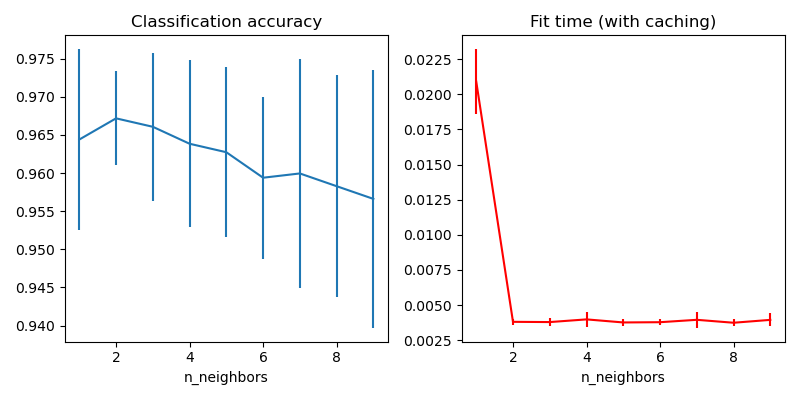 Classification accuracy
0.975
0.970
0.965
0.960
0.955
0.950
0.945
0.940
2 4 6 8
n_neighbors
Fit time (with caching)
0.0225
0.0200
0.0175
0.0150
0.0125
0.0100
0.0075
0.0050
0.0025
2 4 6 8
n_neighbors